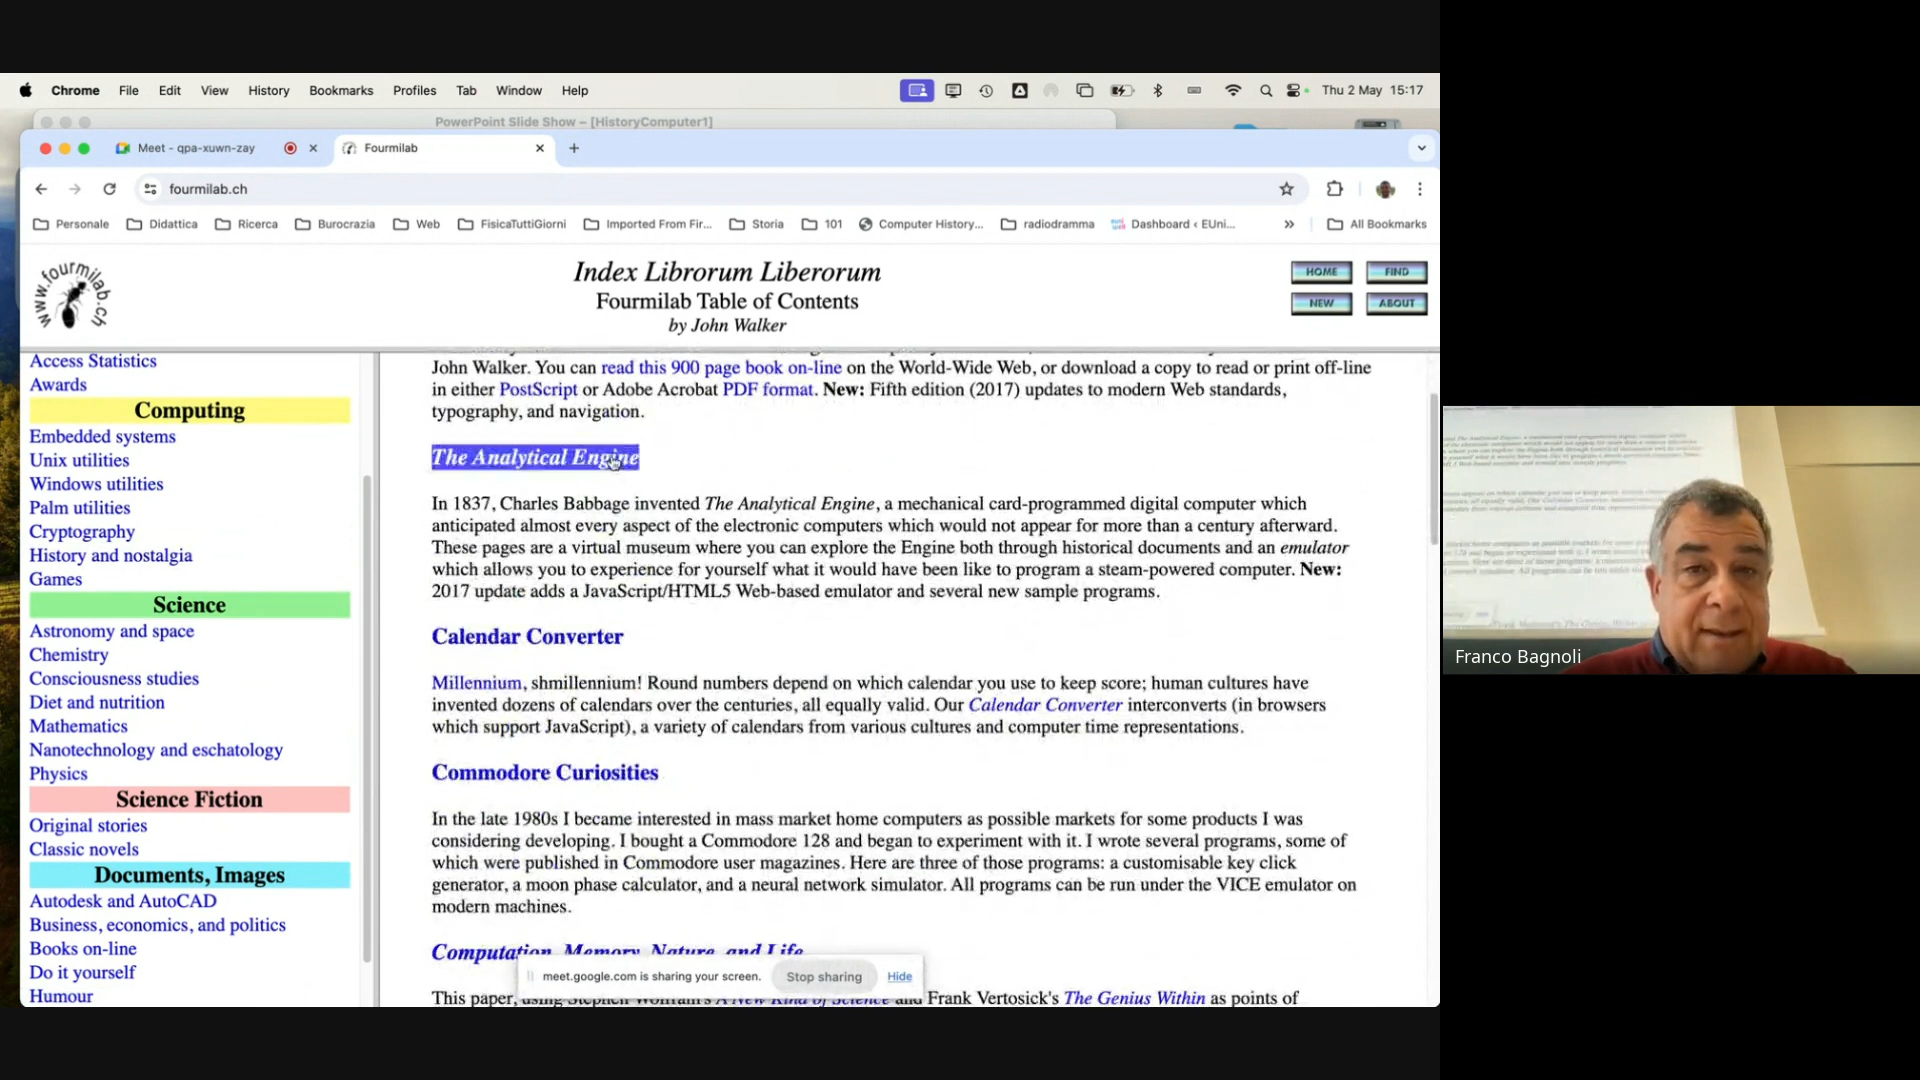 Chrome File Edit View History Bookmarks Profiles Tab Window Help Thu 2 May 15:17
PowerPoint Slide Show – [HistoryComputer1]
Meet - qpa-xuwn-zay
Fourmilab
fourmilab.ch
Personale Didattica Ricerca Burocrazia Web FisicaTuttiGiorni Imported From Fir... Storia 101 Computer History... radiodramma Dashboard ‹ EUni... » All Bookmarks
www.fourmilab.ch
Index Librorum Liberorum
Fourmilab Table of Contents
by John Walker
HOME FIND
NEW ABOUT
Access Statistics
Awards
Computing
Embedded systems
Unix utilities
Windows utilities
Palm utilities
Cryptography
History and nostalgia
Games
Science
Astronomy and space
Chemistry
Consciousness studies
Diet and nutrition
Mathematics
Nanotechnology and eschatology
Physics
Science Fiction
Original stories
Classic novels
Documents, Images
Autodesk and AutoCAD
Business, economics, and politics
Books on-line
Do it yourself
Humour
John Walker. You can read this 900 page book on-line on the World-Wide Web, or download a copy to read or print off-line
in either PostScript or Adobe Acrobat PDF format. New: Fifth edition (2017) updates to modern Web standards,
typography, and navigation.
The Analytical Engine
In 1837, Charles Babbage invented The Analytical Engine, a mechanical card-programmed digital computer which
anticipated almost every aspect of the electronic computers which would not appear for more than a century afterward.
These pages are a virtual museum where you can explore the Engine both through historical documents and an emulator
which allows you to experience for yourself what it would have been like to program a steam-powered computer. New:
2017 update adds a JavaScript/HTML5 Web-based emulator and several new sample programs.
Calendar Converter
Millennium, shmillennium! Round numbers depend on which calendar you use to keep score; human cultures have
invented dozens of calendars over the centuries, all equally valid. Our Calendar Converter interconverts (in browsers
which support JavaScript), a variety of calendars from various cultures and computer time representations.
Commodore Curiosities
In the late 1980s I became interested in mass market home computers as possible markets for some products I was
considering developing. I bought a Commodore 128 and began to experiment with it. I wrote several programs, some of
which were published in Commodore user magazines. Here are three of those programs: a customisable key click
generator, a moon phase calculator, and a neural network simulator. All programs can be run under the VICE emulator on
modern machines.
Computation, Memory, Nature, and Life
meet.google.com is sharing your screen. Stop sharing Hide
This paper, using Stephen Wolfram's A New Kind of Science and Frank Vertosick's The Genius Within as points of
Franco Bagnoli